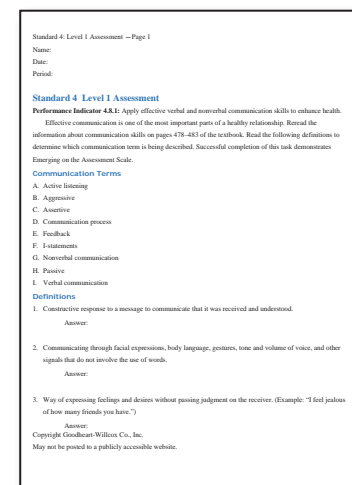 Standard 4: Level 1 Assessment — Page 1
Name:
Date:
Period:
Standard 4 Level 1 Assessment
Performance Indicator 4.8.1: Apply effective verbal and nonverbal communication skills to enhance health.
Effective communication is one of the most important parts of a healthy relationship. Reread the
information about communication skills on pages 478–483 of the textbook. Read the following definitions to
determine which communication term is being described. Successful completion of this task demonstrates
Emerging on the Assessment Scale.
Communication Terms
A. Active listening
B. Aggressive
C. Assertive
D. Communication process
E. Feedback
F. I-statements
G. Nonverbal communication
H. Passive
I. Verbal communication
Definitions
1. Constructive response to a message to communicate that it was received and understood.
Answer:
2. Communicating through facial expressions, body language, gestures, tone and volume of voice, and other
signals that do not involve the use of words.
Answer:
3. Way of expressing feelings and desires without passing judgment on the receiver. (Example: “I feel jealous
of how many friends you have.”)
Answer:
Copyright Goodheart-Willcox Co., Inc.
May not be posted to a publicly accessible website.